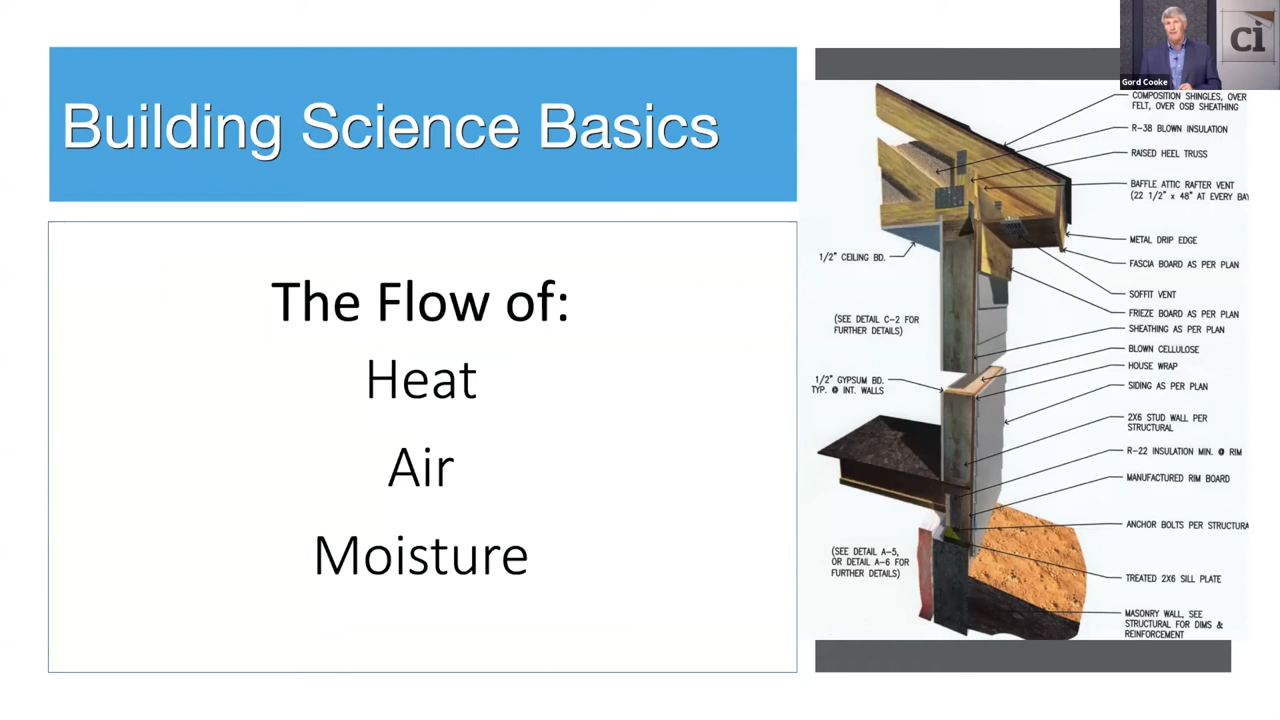 Building Science Basics
The Flow of:
Heat
Air
Moisture
ci
Gord Cooke
COMPOSITION SHINGLES, OVER
FELT, OVER OSB SHEATHING
R-38 BLOWN INSULATION
RAISED HEEL TRUSS
BAFFLE ATTIC RAFTER VENT
(22 1/2" x 48" AT EVERY BA
METAL DRIP EDGE
1/2" CEILING BD.
FASCIA BOARD AS PER PLAN
SOFFIT VENT
FRIEZE BOARD AS PER PLAN
(SEE DETAIL C-2 FOR
FURTHER DETAILS)
SHEATHING AS PER PLAN
BLOWN CELLULOSE
HOUSE WRAP
1/2" GYPSUM BD.
TYP. @ INT. WALLS
SIDING AS PER PLAN
2X6 STUD WALL PER
STRUCTURAL
R-22 INSULATION MIN. @ RIM
MANUFACTURED RIM BOARD
ANCHOR BOLTS PER STRUCTURA
(SEE DETAIL A-5,
OR DETAIL A-6 FOR
FURTHER DETAILS)
TREATED 2X6 SILL PLATE
MASONRY WALL, SEE
STRUCTURAL FOR DIMS &
REINFORCEMENT